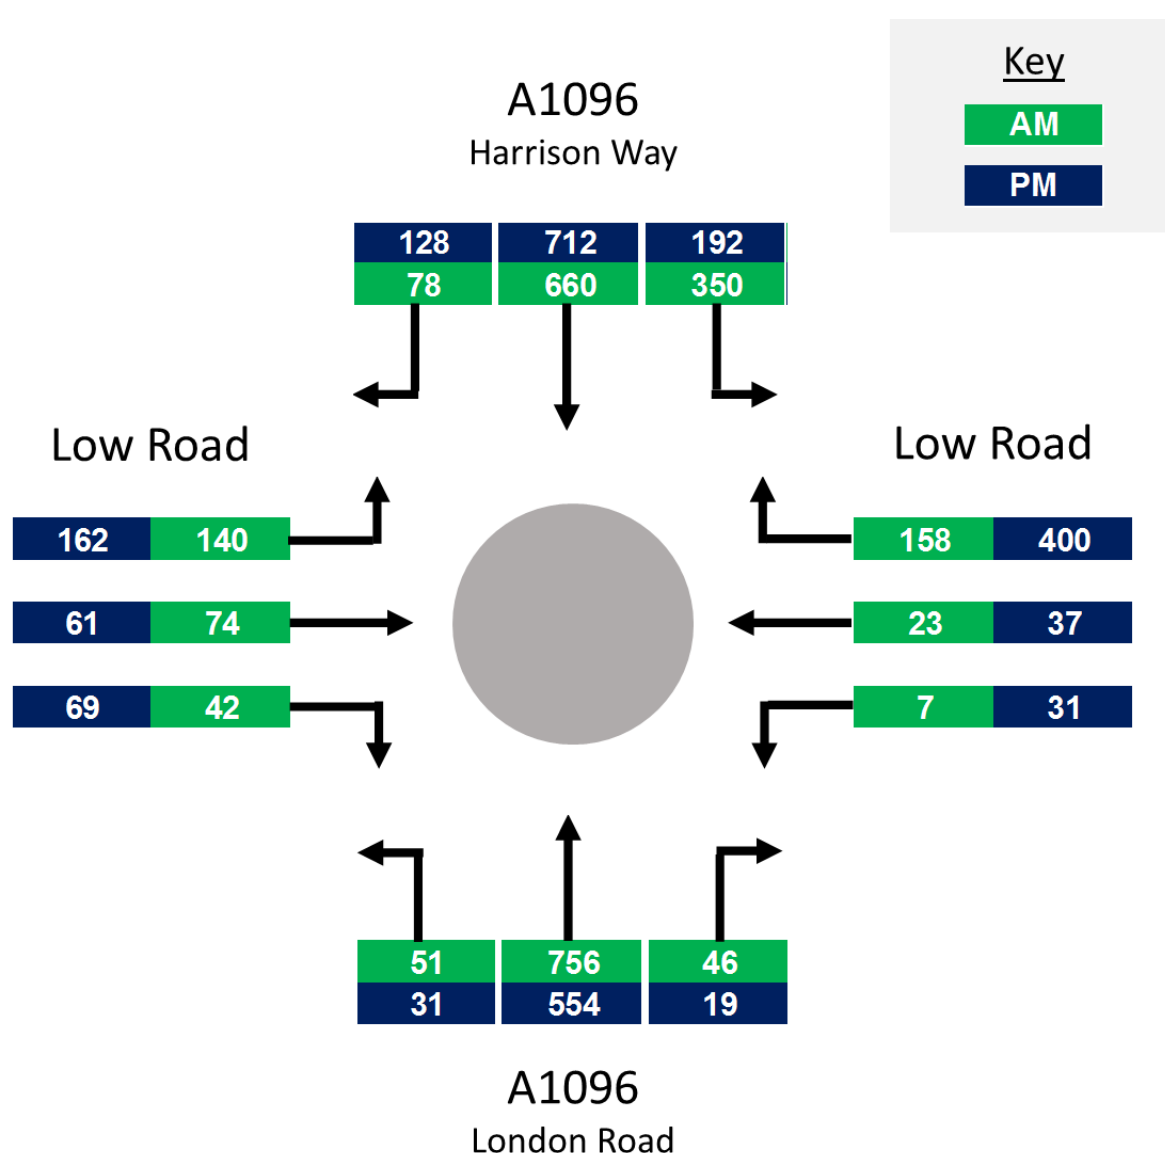 Key
AM
PM
A1096
Harrison Way
128 712 192
78 660 350
Low Road
Low Road
162 140
158 400
61 74
23 37
69 42
7 31
51 756 46
31 554 19
A1096
London Road